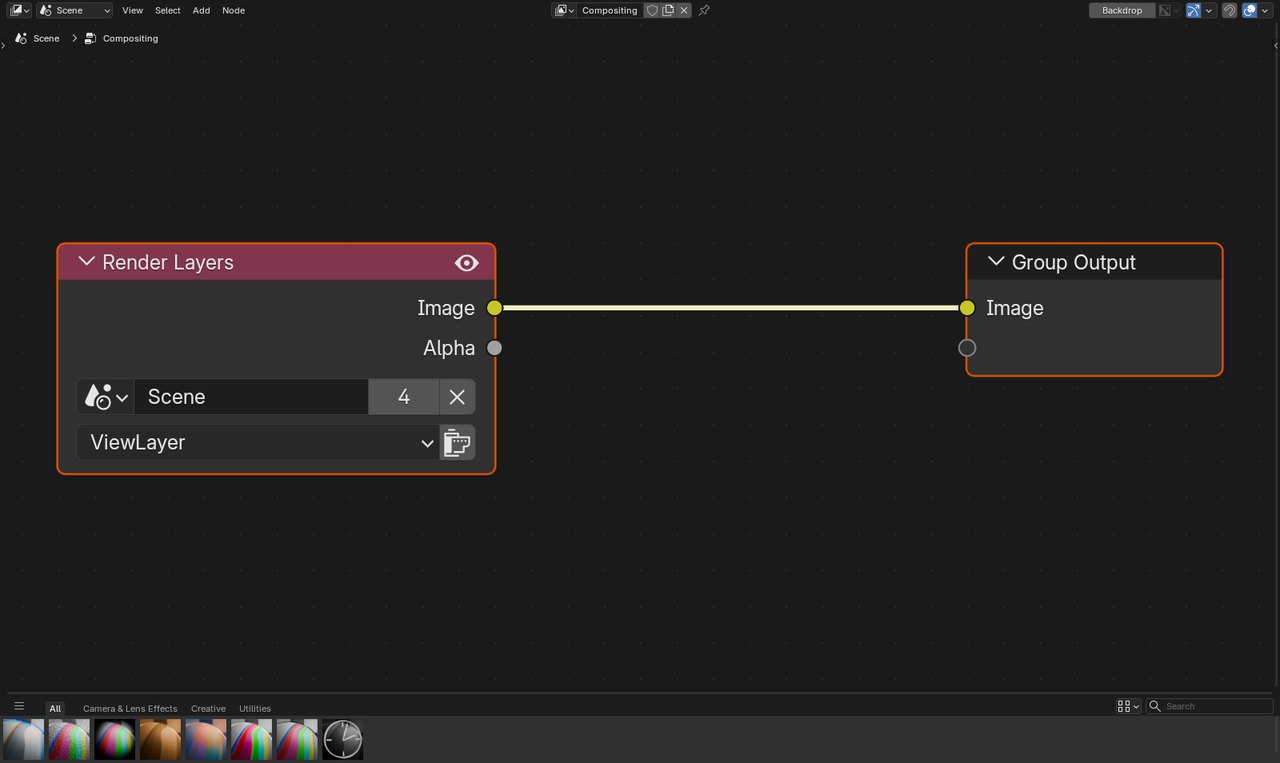 Scene View Select Add Node Compositing Backdrop
Scene Compositing
Render Layers
Group Output
Image
Image
Alpha
Scene 4
ViewLayer
All Camera & Lens Effects Creative Utilities Search